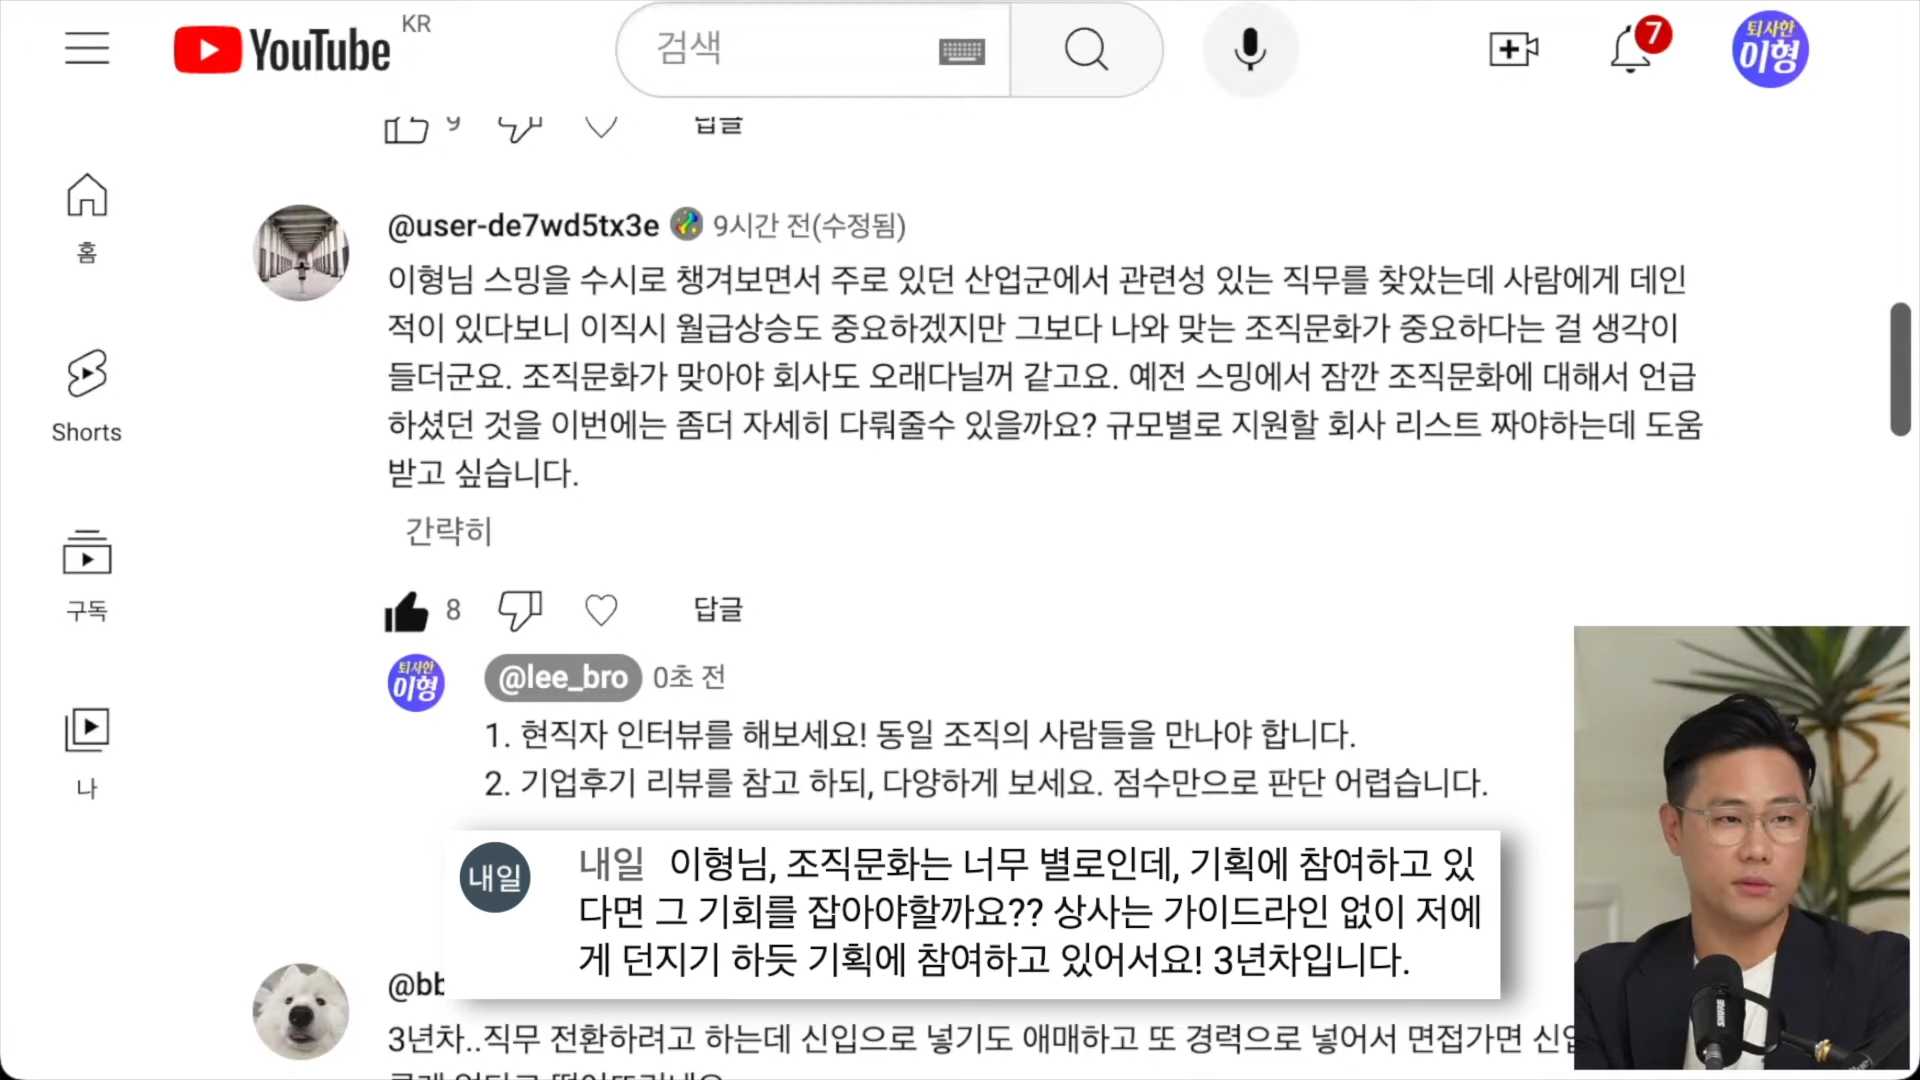 YouTube KR
검색
7
퇴사한
이형
홈
Shorts
구독
나
9 답글
@user-de7wd5tx3e 9시간 전(수정됨)
이형님 스밍을 수시로 챙겨보면서 주로 있던 산업군에서 관련성 있는 직무를 찾았는데 사람에게 데인
적이 있다보니 이직시 월급상승도 중요하겠지만 그보다 나와 맞는 조직문화가 중요하다는 걸 생각이
들더군요. 조직문화가 맞아야 회사도 오래다닐꺼 같고요. 예전 스밍에서 잠깐 조직문화에 대해서 언급
하셨던 것을 이번에는 좀더 자세히 다뤄줄수 있을까요? 규모별로 지원할 회사 리스트 짜야하는데 도움
받고 싶습니다.
간략히
8 답글
퇴사한
이형
@lee_bro 0초 전
1. 현직자 인터뷰를 해보세요! 동일 조직의 사람들을 만나야 합니다.
2. 기업후기 리뷰를 참고 하되, 다양하게 보세요. 점수만으로 판단 어렵습니다.
내일
내일 이형님, 조직문화는 너무 별로인데, 기획에 참여하고 있
다면 그 기회를 잡아야할까요?? 상사는 가이드라인 없이 저에
게 던지기 하듯 기획에 참여하고 있어서요! 3년차입니다.
@bb
3년차..직무 전환하려고 하는데 신입으로 넣기도 애매하고 또 경력으로 넣어서 면접가면 신입
SHURE